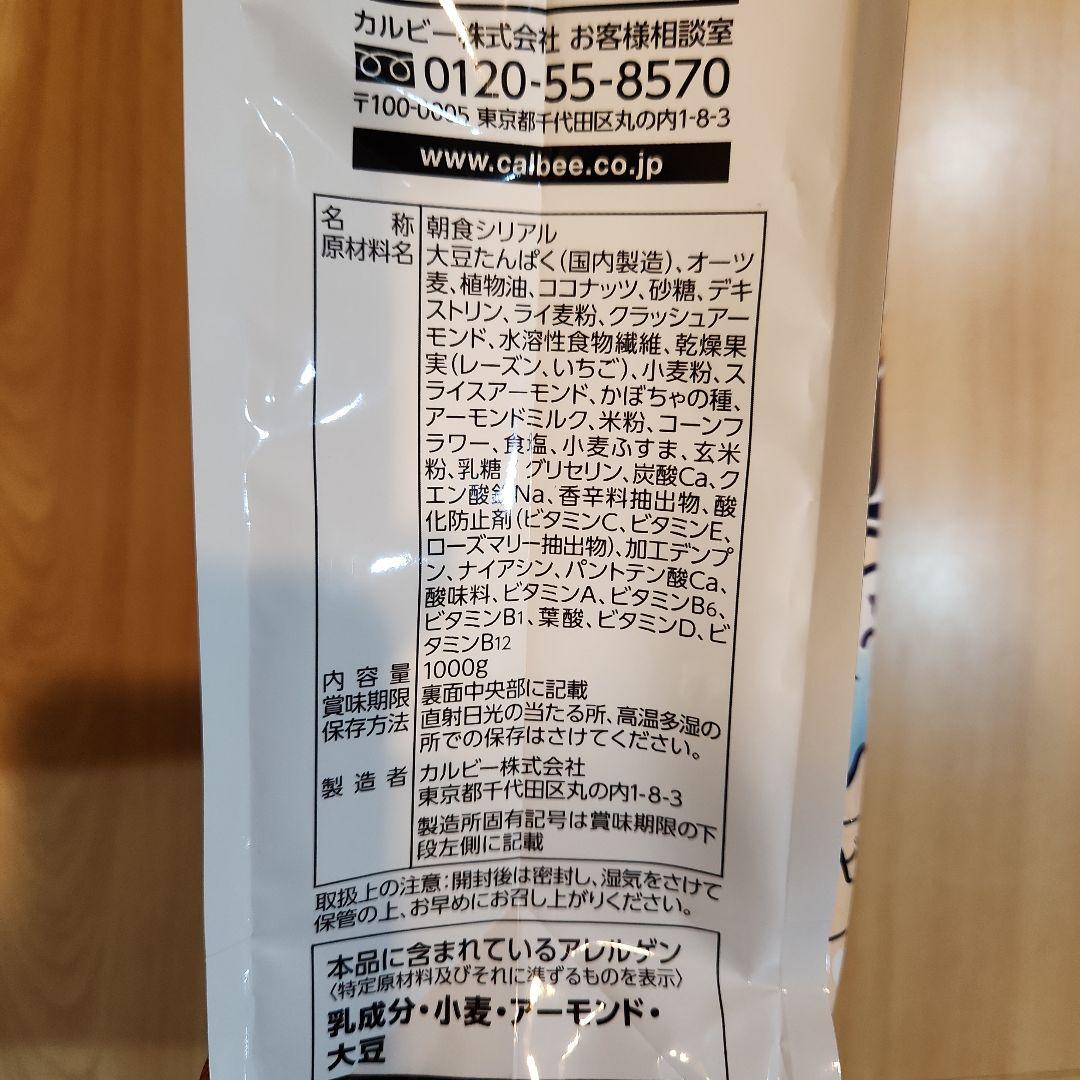 カルビー株式会社 お客様相談室
0120-55-8570
〒100-0005 東京都千代田区丸の内1-8-3
www.calbee.co.jp
名称 朝食シリアル
原材料名 大豆たんぱく(国内製造)、オーツ
麦、植物油、ココナッツ、砂糖、デキ
ストリン、ライ麦粉、クラッシュアー
モンド、水溶性食物繊維、乾燥果
実(レーズン、いちご)、小麦粉、ス
ライスアーモンド、かぼちゃの種、
アーモンドミルク、米粉、コーンフ
ラワー、食塩、小麦ふすま、玄米
粉、乳糖 グリセリン、炭酸Ca、ク
エン酸鉄Na、香辛料抽出物、酸
化防止剤(ビタミンC、ビタミンE、
ローズマリー抽出物)、加工デンプ
ン、ナイアシン、パントテン酸Ca、
酸味料、ビタミンA、ビタミンB6、
ビタミンB1、葉酸、ビタミンD、ビ
タミンB12
内容量 1000g
賞味期限 裏面中央部に記載
保存方法 直射日光の当たる所、高温多湿の
所での保存はさけてください。
製造者 カルビー株式会社
東京都千代田区丸の内1-8-3
製造所固有記号は賞味期限の下
段左側に記載
取扱上の注意:開封後は密封し、湿気をさけて
保管の上、お早めにお召し上がりください。
本品に含まれているアレルゲン
〈特定原材料及びそれに準ずるものを表示〉
乳成分・小麦・アーモンド・
大豆